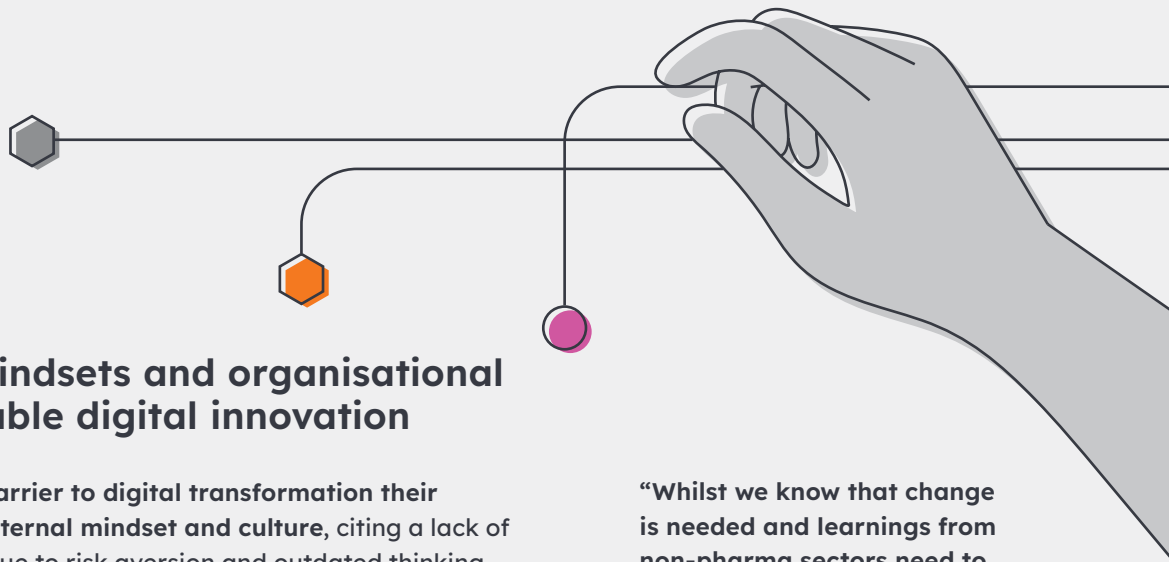 indsets and organisational
able digital innovation
arrier to digital transformation their
ternal mindset and culture, citing a lack of
ue to risk aversion and outdated thinking
“Whilst we know that change
is needed and learnings from
non-pharma sectors need to